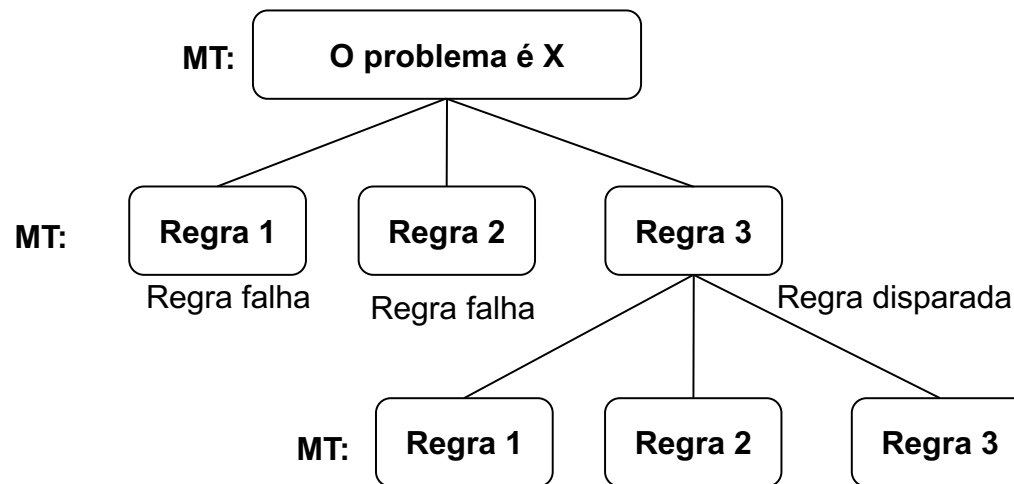 MT: O problema é X
MT: Regra 1 Regra 2 Regra 3
Regra falha Regra falha Regra disparada
MT: Regra 1 Regra 2 Regra 3